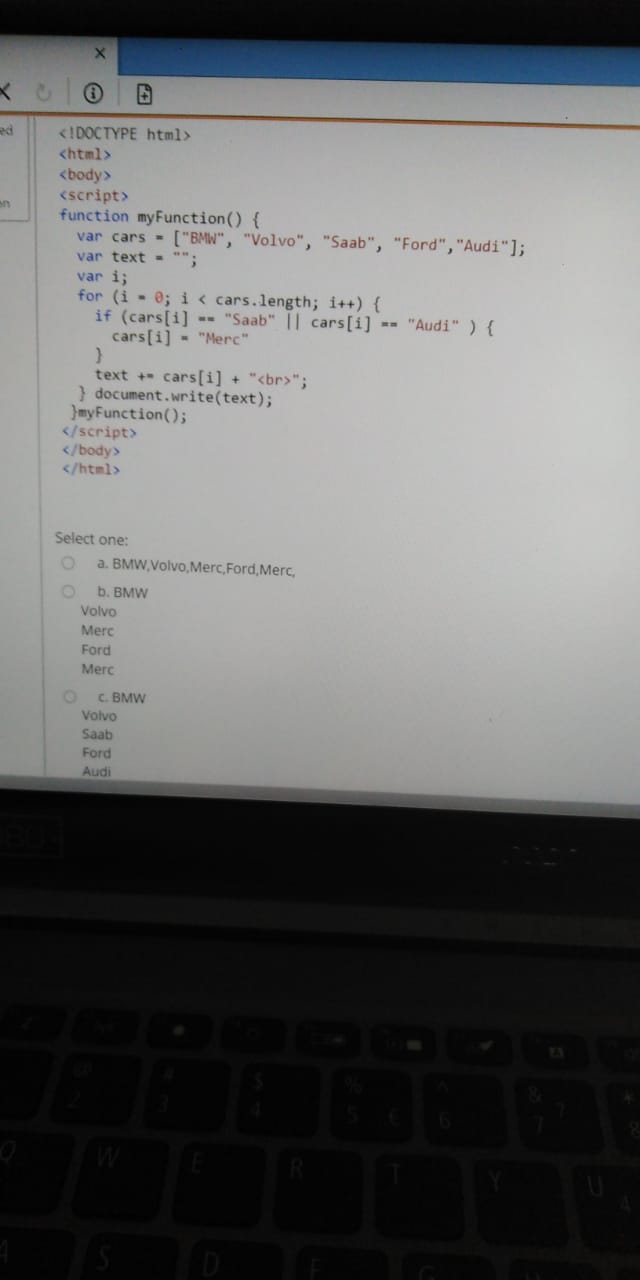 ed
on
<!DOCTYPE html>
<html>
<body>
<script>
function myFunction() {
var cars = ["BMW", "Volvo", "Saab", "Ford","Audi"];
var text = "";
var i;
for (i = 0; i < cars.length; i++) {
if (cars[i] == "Saab" || cars[i] == "Audi" ) {
cars[i] = "Merc"
}
text += cars[i] + "<br>";
} document.write(text);
}myFunction();
</script>
</body>
</html>
Select one:
a. BMW,Volvo,Merc,Ford,Merc,
b. BMW
Volvo
Merc
Ford
Merc
c. BMW
Volvo
Saab
Ford
Audi
@ # $ % ^ &
2 3 4 5 € 6 7
Q W E R T Y U
A S D F G